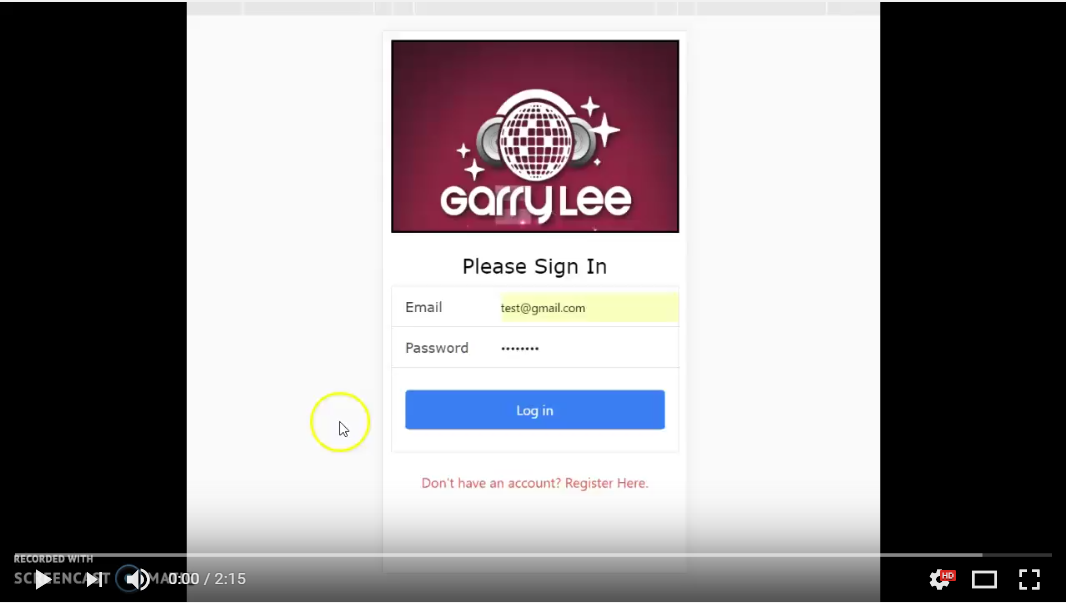 Garry Lee
Please Sign In
Email test@gmail.com
Password ••••••••
Log in
Don't have an account? Register Here.
RECORDED WITH
SCREENCAST MATIC
0:00 / 2:15
HD